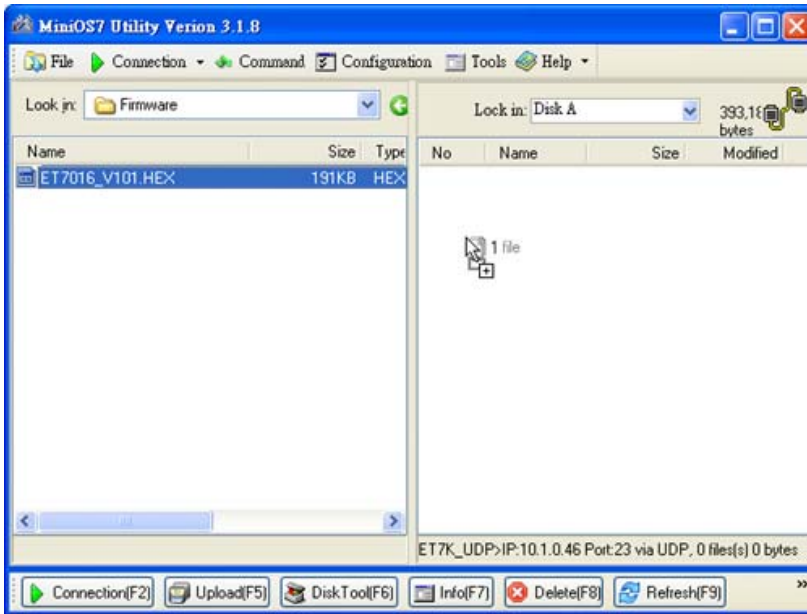 MiniOS7 Utility Verion 3.1.8
File Connection Command Configuration Tools Help
Look in: Firmware
Lock in: Disk A
393,18
bytes
Name Size Type
No Name Size Modified
ET7016_V101.HEX 191KB HEX
1 file
ET7K_UDP>IP:10.1.0.46 Port:23 via UDP, 0 files(s) 0 bytes
Connection(F2) Upload(F5) DiskTool(F6) Info(F7) Delete(F8) Refresh(F9)